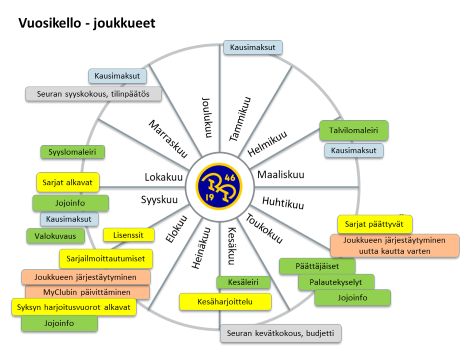 Vuosikello - joukkueet
Kausimaksut
Kausimaksut
Seuran syyskokous, tilinpäätös
Joulukuu
Tammikuu
Marraskuu
Helmikuu
Talvilomaleiri
Kausimaksut
Syyslomaleiri
Lokakuu
Maaliskuu
46
19
Sarjat alkavat
Jojoinfo
Syyskuu
Huhtikuu
Kausimaksut
Valokuvaus
Lisenssit
Elokuu
Heinäkuu
Kesäkuu
Toukokuu
Sarjat päättyvät
Joukkueen järjestäytyminen
uutta kautta varten
Sarjailmoittautumiset
Joukkueen järjestäytyminen
MyClubin päivittäminen
Syksyn harjoitusvuorot alkavat
Jojoinfo
Päättäjäiset
Palautekyselyt
Jojoinfo
Kesäleiri
Kesäharjoittelu
Seuran kevätkokous, budjetti